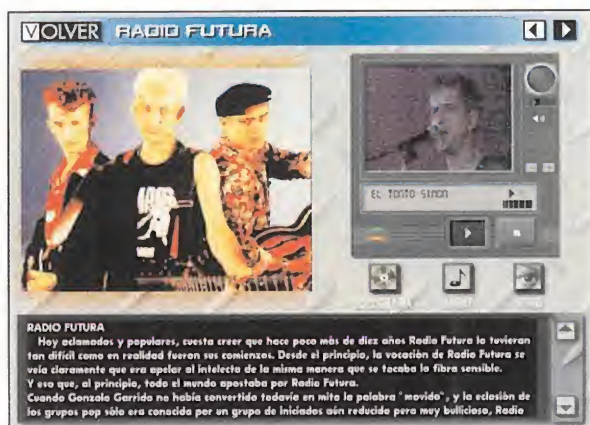 VOLVER RADIO FUTURA
EL TONTO SIMON
RADIO FUTURA
Hoy aclamados y populares, cuesta creer que hace poco más de diez años Radio Futura lo tuvieran
tan difícil como en realidad fueron sus comienzos. Desde el principio, la vocación de Radio Futura se
veía claramente que era apelar al intelecto de la misma manera que se tocaba la fibra sensible.
Y eso que, al principio, todo el mundo apostaba por Radio Futura.
Cuando Gonzalo Garrido no había convertido todavía en mito la palabra "movida", y la eclosión de
los grupos pop sólo era conocida por un grupo de iniciados aún reducido pero muy bullicioso, Radio